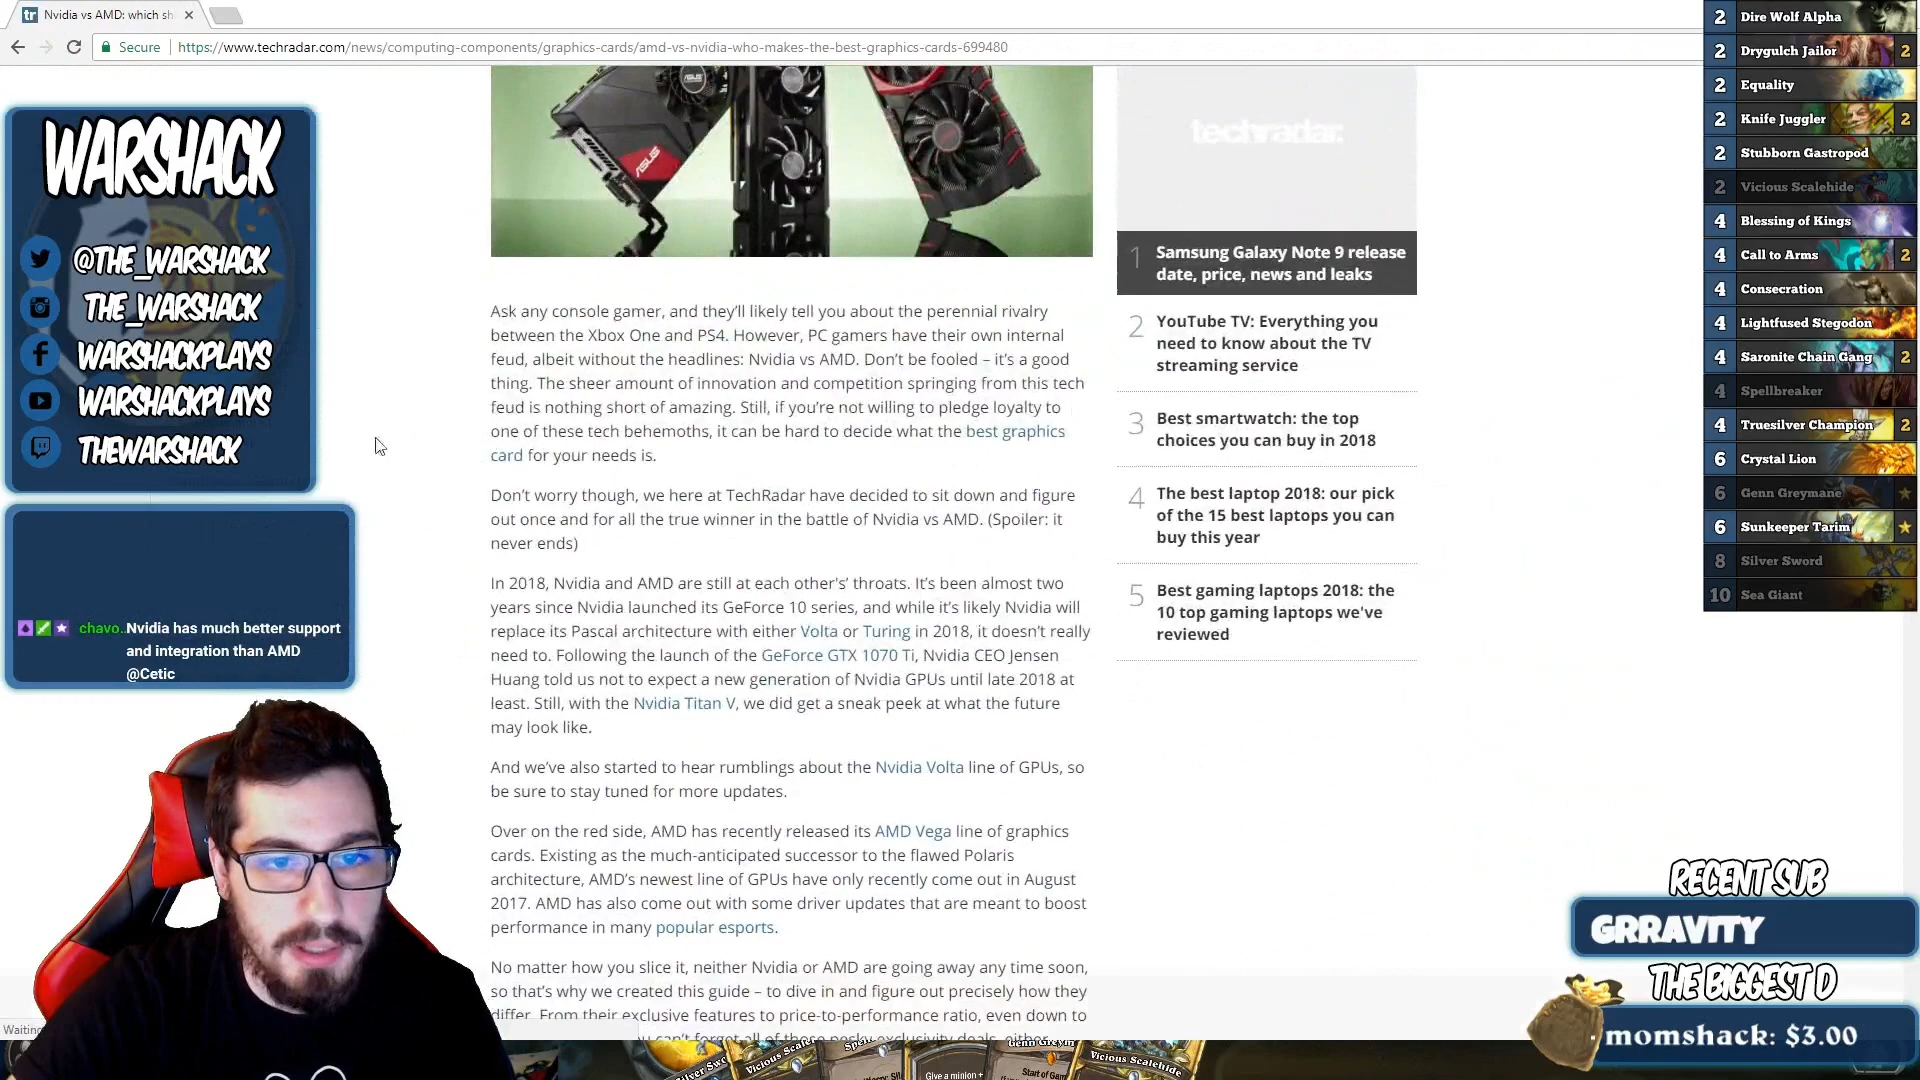 Nvidia vs AMD: which sh
Secure
https://www.techradar.com/news/computing-components/graphics-cards/amd-vs-nvidia-who-makes-the-best-graphics-cards-699480
WARSHACK
@THE_WARSHACK
THE_WARSHACK
WARSHACKPLAYS
WARSHACKPLAYS
THEWARSHACK
chavo..Nvidia has much better support
and integration than AMD
@Cetic
Waiting
ASUS
ASUS
Ask any console gamer, and they'll likely tell you about the perennial rivalry
between the Xbox One and PS4. However, PC gamers have their own internal
feud, albeit without the headlines: Nvidia vs AMD. Don't be fooled – it's a good
thing. The sheer amount of innovation and competition springing from this tech
feud is nothing short of amazing. Still, if you're not willing to pledge loyalty to
one of these tech behemoths, it can be hard to decide what the best graphics
card for your needs is.
Don't worry though, we here at TechRadar have decided to sit down and figure
out once and for all the true winner in the battle of Nvidia vs AMD. (Spoiler: it
never ends)
In 2018, Nvidia and AMD are still at each other's' throats. It's been almost two
years since Nvidia launched its GeForce 10 series, and while it's likely Nvidia will
replace its Pascal architecture with either Volta or Turing in 2018, it doesn't really
need to. Following the launch of the GeForce GTX 1070 Ti, Nvidia CEO Jensen
Huang told us not to expect a new generation of Nvidia GPUs until late 2018 at
least. Still, with the Nvidia Titan V, we did get a sneak peek at what the future
may look like.
And we've also started to hear rumblings about the Nvidia Volta line of GPUs, so
be sure to stay tuned for more updates.
Over on the red side, AMD has recently released its AMD Vega line of graphics
cards. Existing as the much-anticipated successor to the flawed Polaris
architecture, AMD's newest line of GPUs have only recently come out in August
2017. AMD has also come out with some driver updates that are meant to boost
performance in many popular esports.
No matter how you slice it, neither Nvidia or AMD are going away any time soon,
so that's why we created this guide – to dive in and figure out precisely how they
differ. From their exclusive features to price-to-performance ratio, even down to
techradar.
1 Samsung Galaxy Note 9 release
date, price, news and leaks
2 YouTube TV: Everything you
need to know about the TV
streaming service
3 Best smartwatch: the top
choices you can buy in 2018
4 The best laptop 2018: our pick
of the 15 best laptops you can
buy this year
5 Best gaming laptops 2018: the
10 top gaming laptops we've
reviewed
2 Dire Wolf Alpha
2 Drygulch Jailor 2
2 Equality
2 Knife Juggler 2
2 Stubborn Gastropod
2 Vicious Scalehide
4 Blessing of Kings
4 Call to Arms 2
4 Consecration
4 Lightfused Stegodon
4 Saronite Chain Gang 2
4 Spellbreaker
4 Truesilver Champion 2
6 Crystal Lion
6 Genn Greymane
6 Sunkeeper Tarim
8 Silver Sword
10 Sea Giant
RECENT SUB
GRRAVITY
THE BIGGEST D
momshack: $3.00
Vicious Scalehide
Give a minion +
Start of Gam